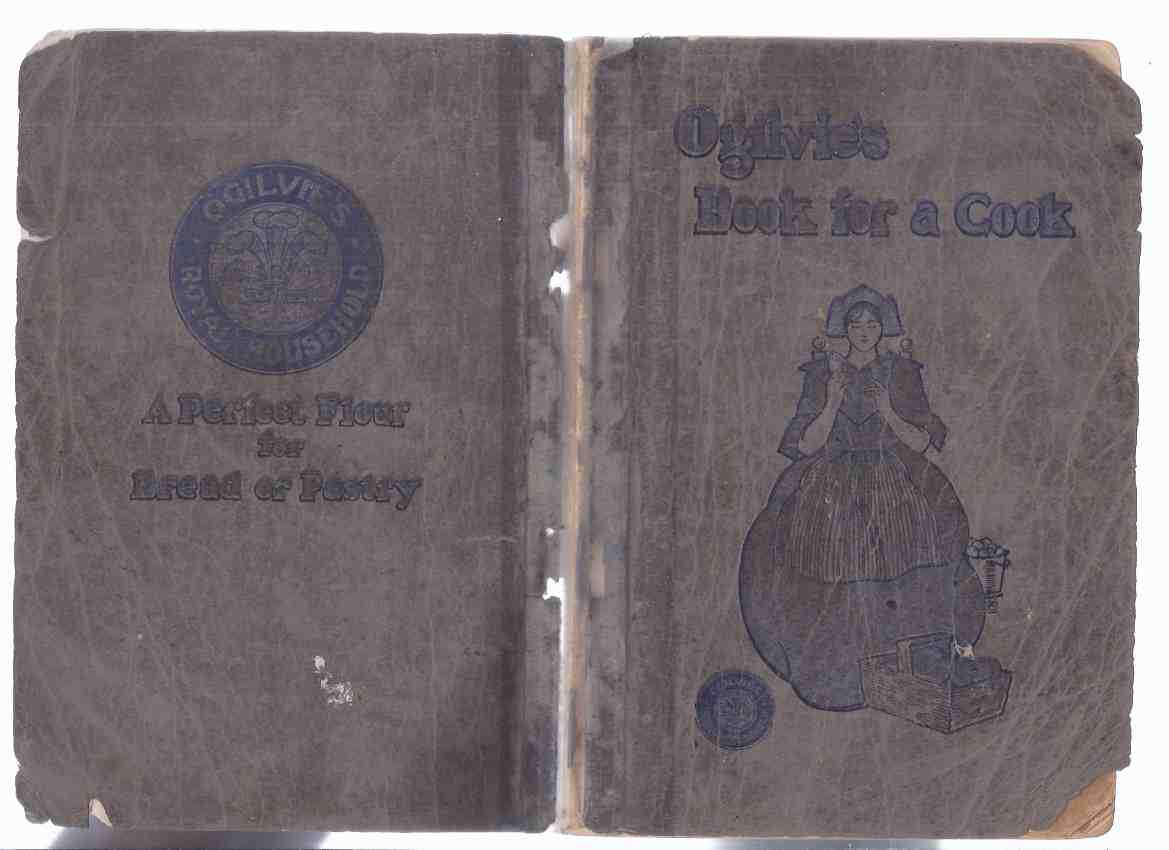 OGILVIE'S
ROYAL HOUSEHOLD
A Perfect Flour
for
Bread or Pastry
Ogilvie's
Book for a Cook